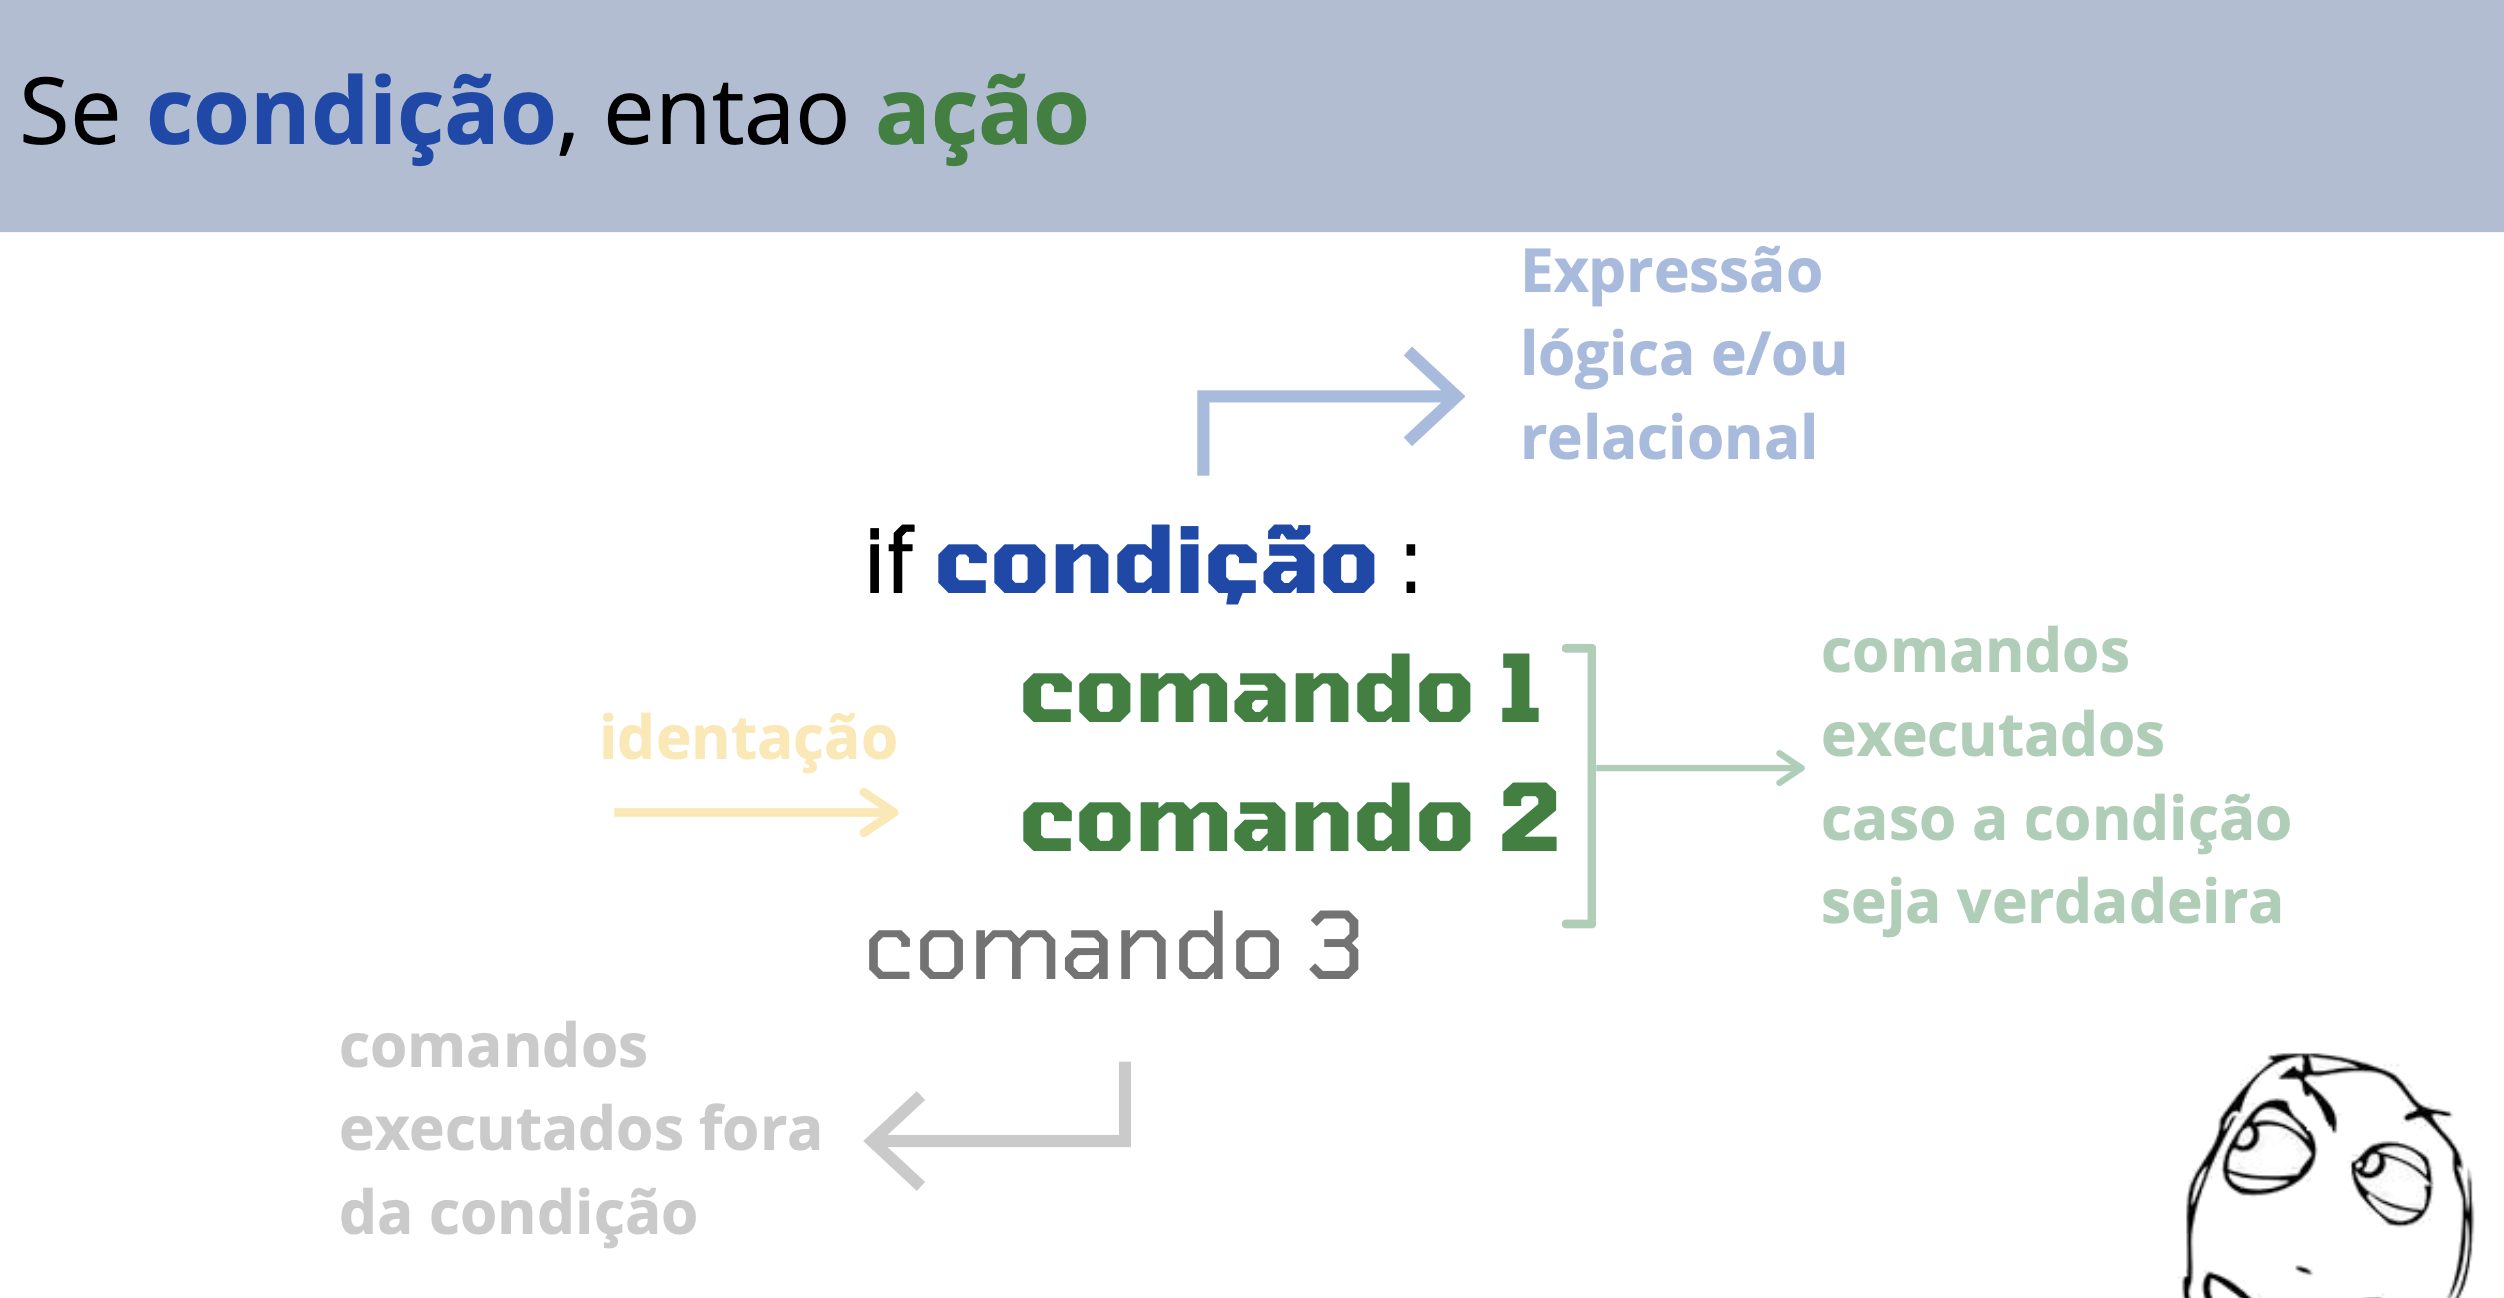 Se condição, entao ação
Expressão
lógica e/ou
relacional
if condição :
comando 1
comando 2
comando 3
identação
comandos
executados
caso a condição
seja verdadeira
comandos
executados fora
da condição